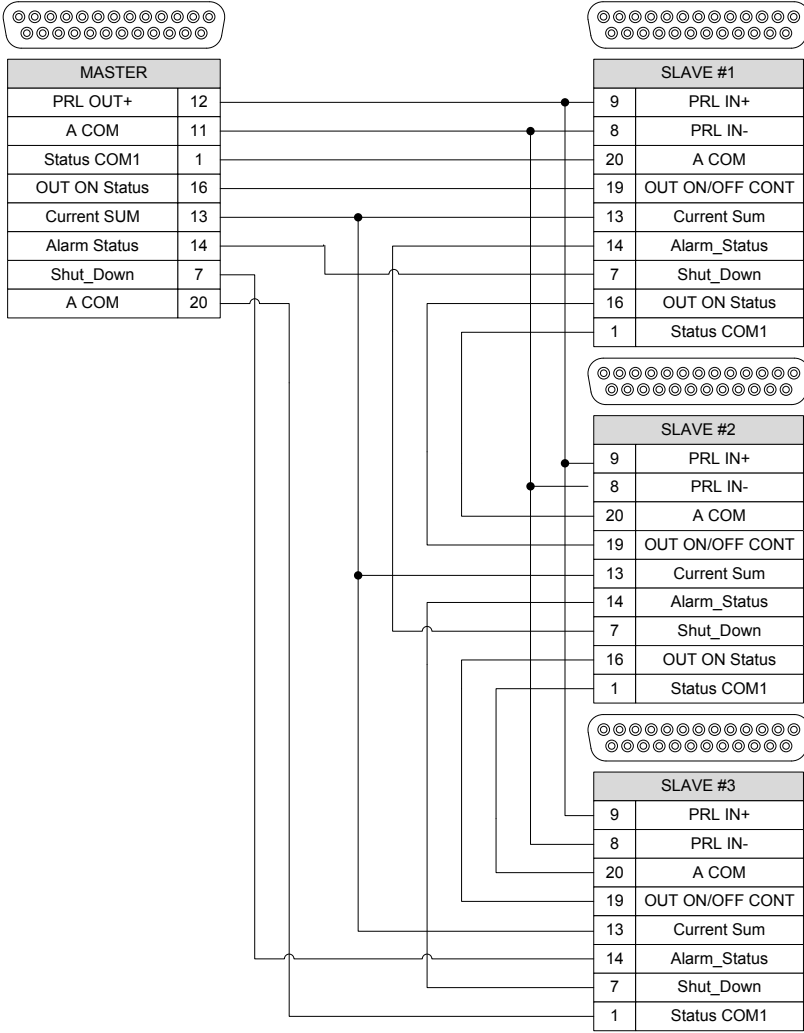 MASTER
PRL OUT+ 12
A COM 11
Status COM1 1
OUT ON Status 16
Current SUM 13
Alarm Status 14
Shut_Down 7
A COM 20
SLAVE #1
9 PRL IN+
8 PRL IN-
20 A COM
19 OUT ON/OFF CONT
13 Current Sum
14 Alarm_Status
7 Shut_Down
16 OUT ON Status
1 Status COM1
SLAVE #2
9 PRL IN+
8 PRL IN-
20 A COM
19 OUT ON/OFF CONT
13 Current Sum
14 Alarm_Status
7 Shut_Down
16 OUT ON Status
1 Status COM1
SLAVE #3
9 PRL IN+
8 PRL IN-
20 A COM
19 OUT ON/OFF CONT
13 Current Sum
14 Alarm_Status
7 Shut_Down
1 Status COM1